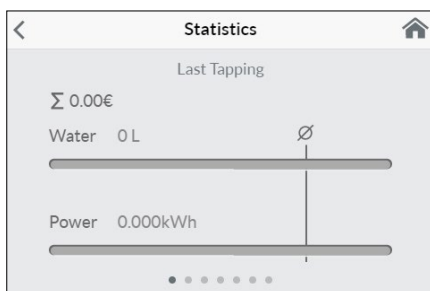 Statistics
Last Tapping
Σ 0.00€
Water 0 L Ø
Power 0.000kWh